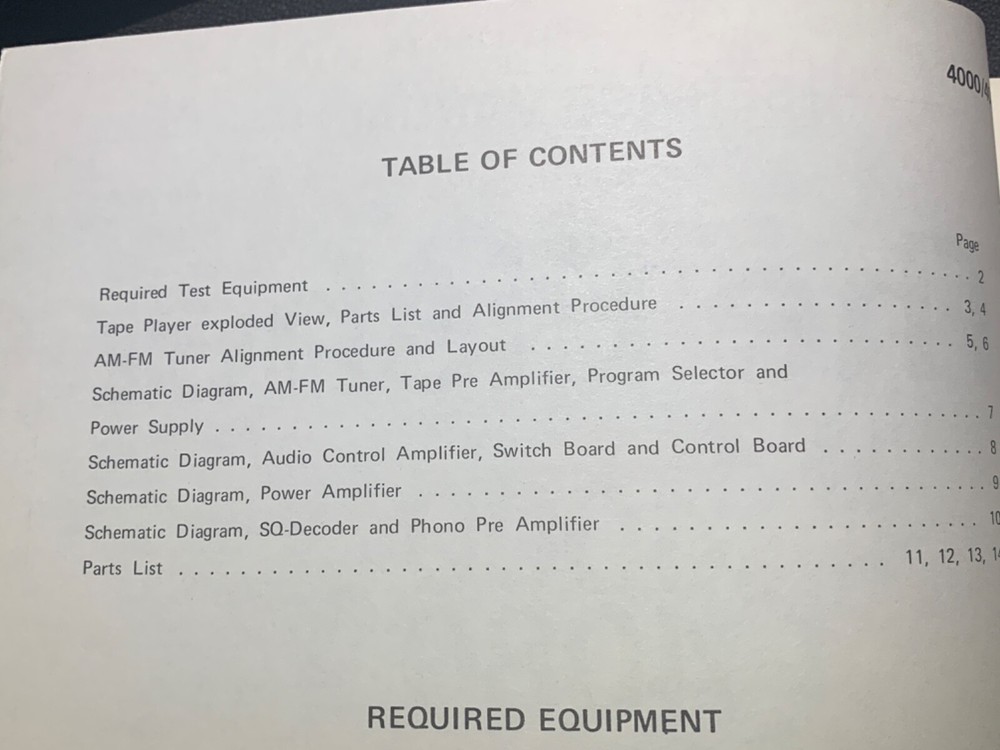 4000/
TABLE OF CONTENTS
Page
Required Test Equipment . . . . . . . . . . . . . . . . . . . . . . . . . . . . . . . . . . . . . . . . 2
Tape Player exploded View, Parts List and Alignment Procedure . . . . . . . . . . . . . . . . . 3, 4
AM-FM Tuner Alignment Procedure and Layout . . . . . . . . . . . . . . . . . . . . . . . . . . 5, 6
Schematic Diagram, AM-FM Tuner, Tape Pre Amplifier, Program Selector and
Power Supply . . . . . . . . . . . . . . . . . . . . . . . . . . . . . . . . . . . . . . . . . . . . . . 7
Schematic Diagram, Audio Control Amplifier, Switch Board and Control Board . . . . . . . . . . . 8
Schematic Diagram, Power Amplifier . . . . . . . . . . . . . . . . . . . . . . . . . . . . . . . . . . . 9
Schematic Diagram, SQ-Decoder and Phono Pre Amplifier . . . . . . . . . . . . . . . . . . . . . . 10
Parts List . . . . . . . . . . . . . . . . . . . . . . . . . . . . . . . . . . . . . . . . . . . 11, 12, 13,
REQUIRED EQUIPMENT